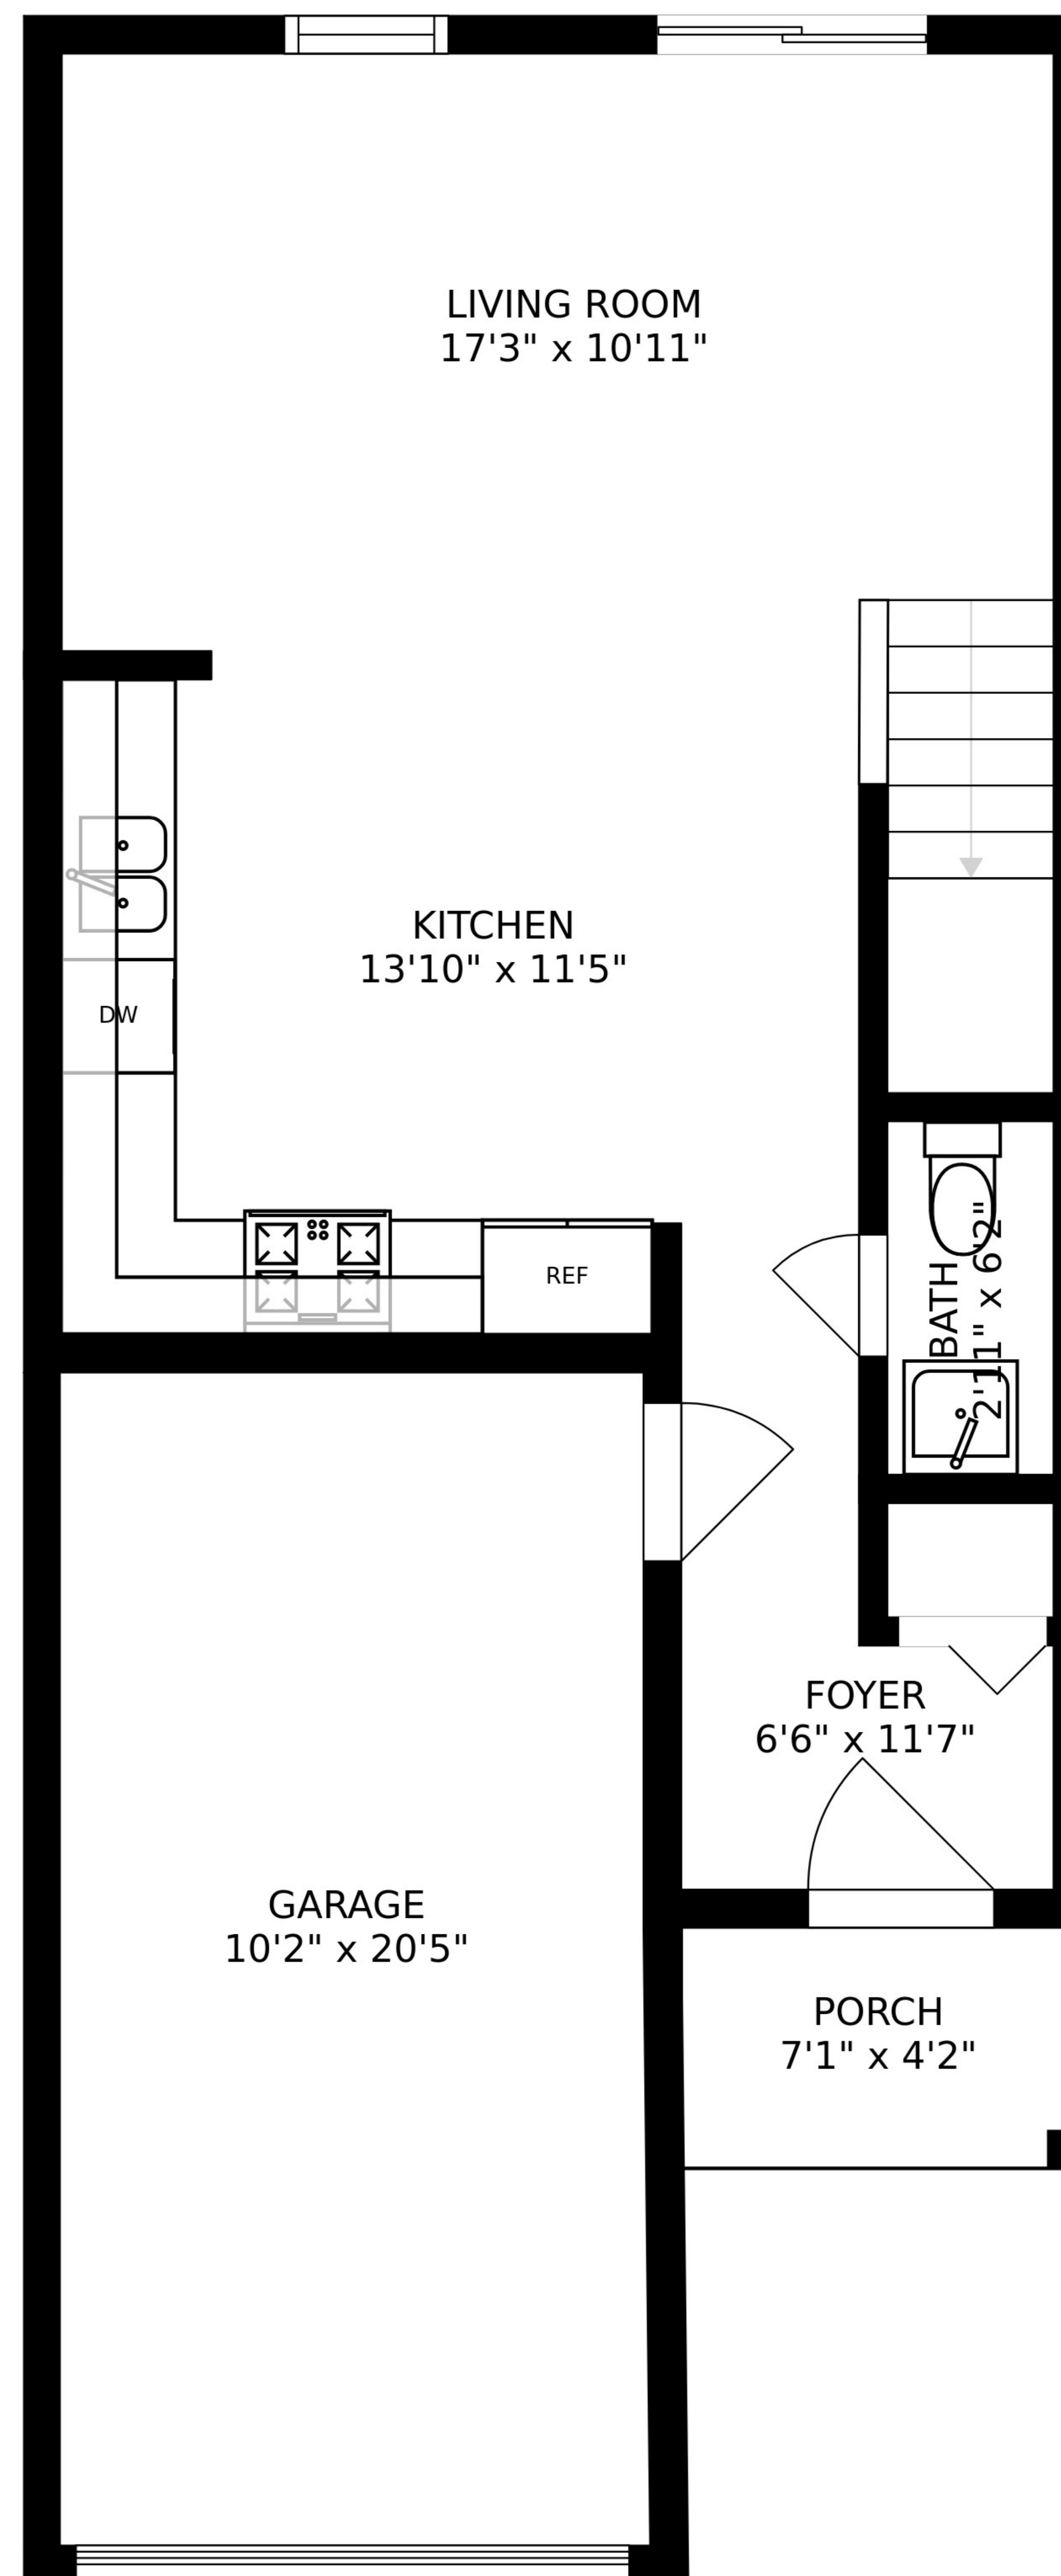 LIVING ROOM
17'3" x 10'11"
KITCHEN
13'10" x 11'5"
DW
REF
BATH
2'11" x 6'2"
FOYER
6'6" x 11'7"
GARAGE
10'2" x 20'5"
PORCH
7'1" x 4'2"